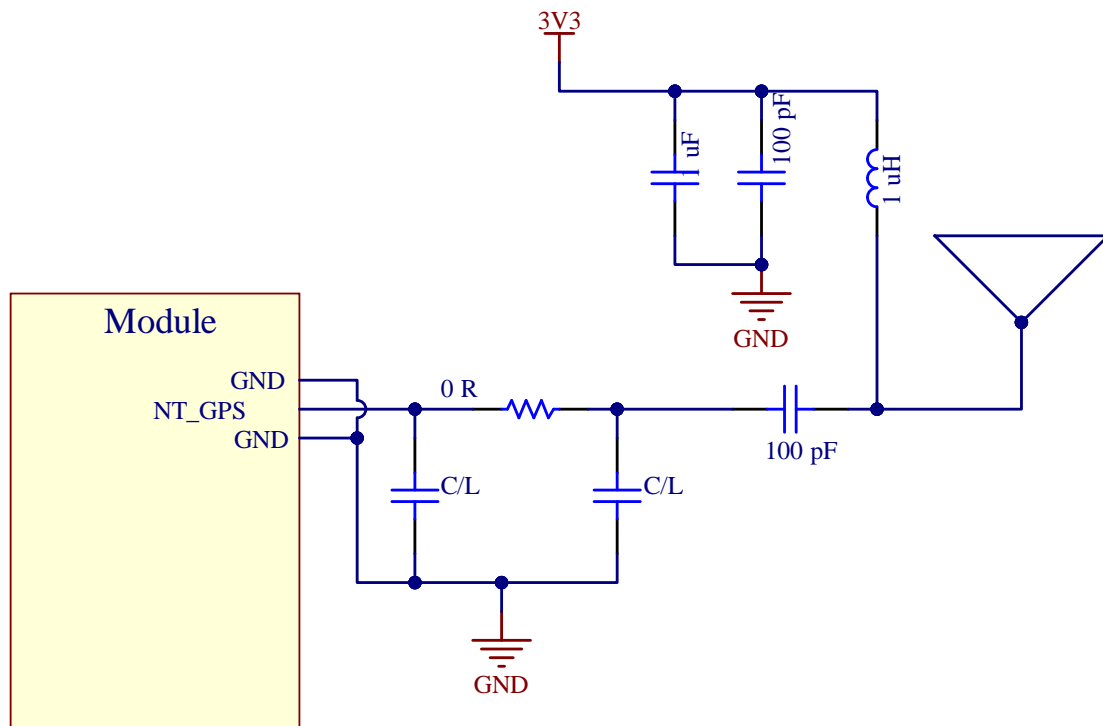 3V3
1 uF
100 pF
1 uH
GND
Module
GND
NT_GPS
GND
0 R
100 pF
C/L
C/L
GND